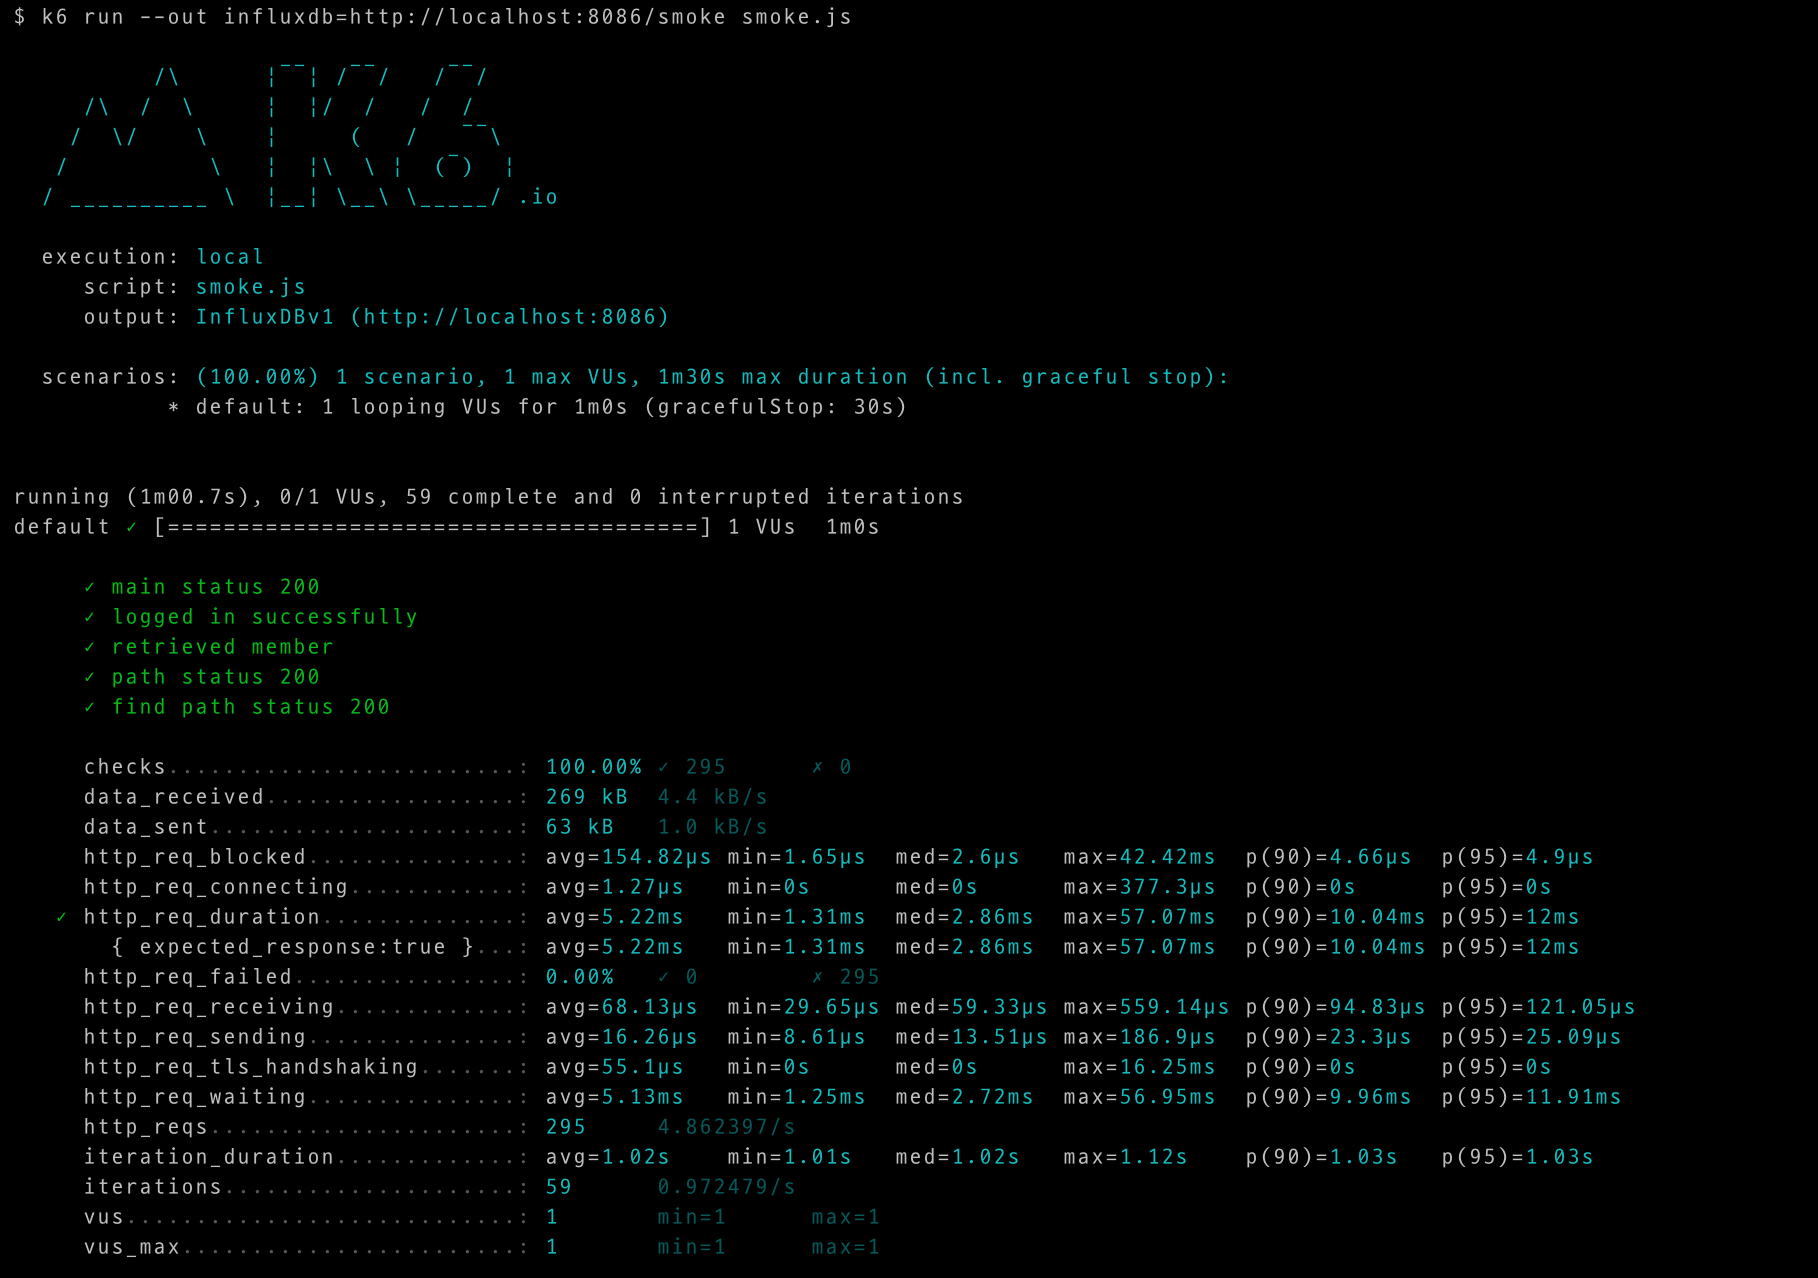 $ k6 run --out influxdb=http://localhost:8086/smoke smoke.js
          /\      |‾‾| /‾‾/   /‾‾/
     /\  /  \     |  |/  /   /  /
    /  \/    \    |     (   /   ‾‾\
   /          \   |  |\  \ |  (‾)  |
  / __________ \  |__| \__\ \_____/ .io
execution: local
script: smoke.js
output: InfluxDBv1 (http://localhost:8086)
scenarios: (100.00%) 1 scenario, 1 max VUs, 1m30s max duration (incl. graceful stop):
* default: 1 looping VUs for 1m0s (gracefulStop: 30s)
running (1m00.7s), 0/1 VUs, 59 complete and 0 interrupted iterations
default ✓ [======================================] 1 VUs  1m0s
✓ main status 200
✓ logged in successfully
✓ retrieved member
✓ path status 200
✓ find path status 200
checks.........................: 100.00% ✓ 295      ✗ 0
data_received..................: 269 kB  4.4 kB/s
data_sent......................: 63 kB   1.0 kB/s
http_req_blocked...............: avg=154.82µs min=1.65µs  med=2.6µs   max=42.42ms  p(90)=4.66µs  p(95)=4.9µs
http_req_connecting............: avg=1.27µs   min=0s      med=0s      max=377.3µs  p(90)=0s      p(95)=0s
✓ http_req_duration..............: avg=5.22ms   min=1.31ms  med=2.86ms  max=57.07ms  p(90)=10.04ms p(95)=12ms
{ expected_response:true }...: avg=5.22ms   min=1.31ms  med=2.86ms  max=57.07ms  p(90)=10.04ms p(95)=12ms
http_req_failed................: 0.00%   ✓ 0        ✗ 295
http_req_receiving.............: avg=68.13µs  min=29.65µs med=59.33µs max=559.14µs p(90)=94.83µs p(95)=121.05µs
http_req_sending...............: avg=16.26µs  min=8.61µs  med=13.51µs max=186.9µs  p(90)=23.3µs  p(95)=25.09µs
http_req_tls_handshaking.......: avg=55.1µs   min=0s      med=0s      max=16.25ms  p(90)=0s      p(95)=0s
http_req_waiting...............: avg=5.13ms   min=1.25ms  med=2.72ms  max=56.95ms  p(90)=9.96ms  p(95)=11.91ms
http_reqs......................: 295     4.862397/s
iteration_duration.............: avg=1.02s    min=1.01s   med=1.02s   max=1.12s    p(90)=1.03s   p(95)=1.03s
iterations.....................: 59      0.972479/s
vus............................: 1       min=1      max=1
vus_max........................: 1       min=1      max=1